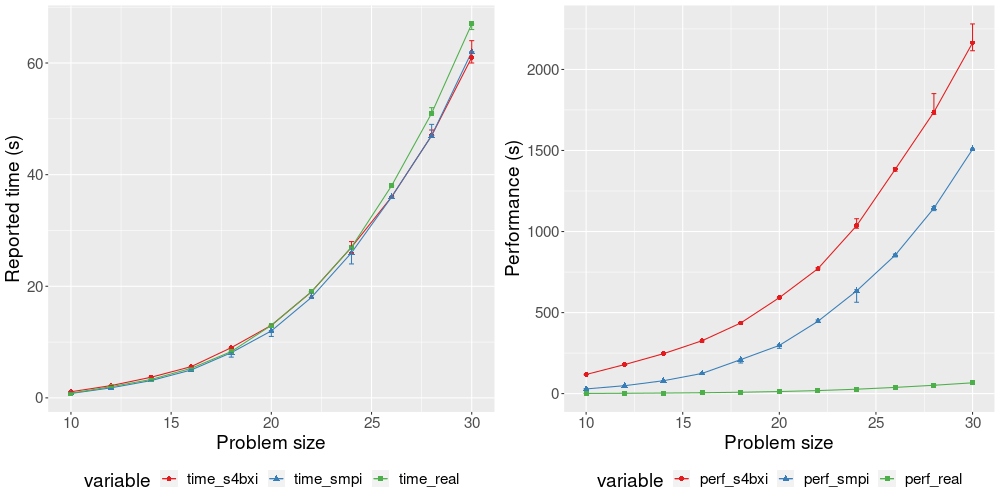 60
40
20
0
Reported time (s)
10 15 20 25 30
Problem size
variable time_s4bxi time_smpi time_real
2000
1500
1000
500
0
Performance (s)
10 15 20 25 30
Problem size
variable perf_s4bxi perf_smpi perf_real